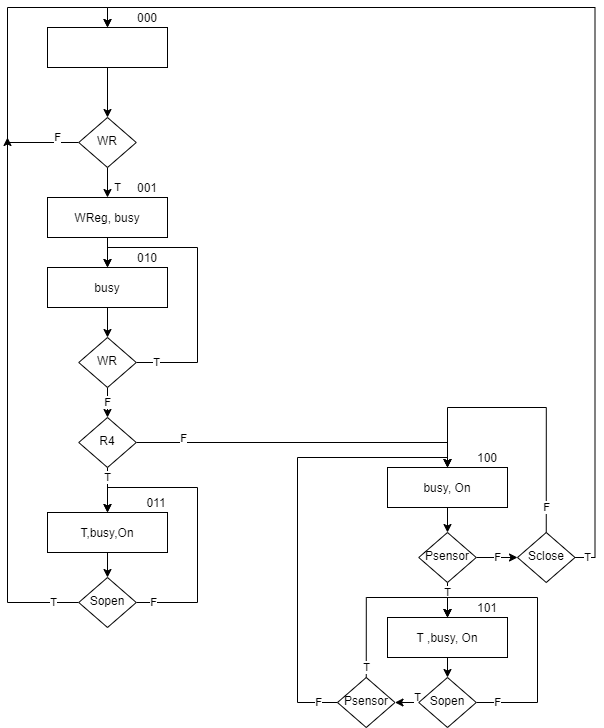 000
F
WR
T
001
WReg, busy
010
busy
WR
T
F
R4
F
T
011
T,busy,On
T
Sopen
F
100
busy, On
F
Psensor
F
Sclose
T
T
101
T ,busy, On
T
F
Psensor
T
Sopen
F